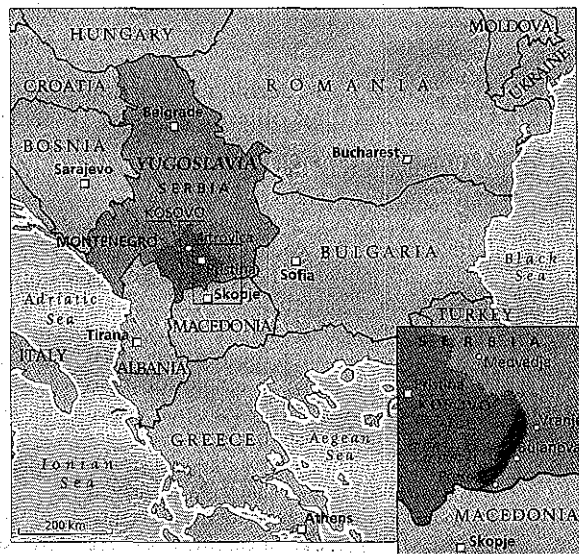 HUNGARY
MOLDOVA
UKRAINE
CROATIA
ROMANIA
Belgrade
BOSNIA
Sarajevo
YUGOSLAVIA
SERBIA
Bucharest
KOSOVO
MONTENEGRO
Mitrovica
Pristina
BULGARIA
Sofia
Black
Sea
Skopje
Adriatic
Sea
MACEDONIA
TURKEY
Tirana
ITALY
ALBANIA
GREECE
Aegean
Sea
Ionian
Sea
200 km
Athens
SERBIA
Medvedja
Pristina
KOSOVO
Vranje
MACEDONIA
Skopje